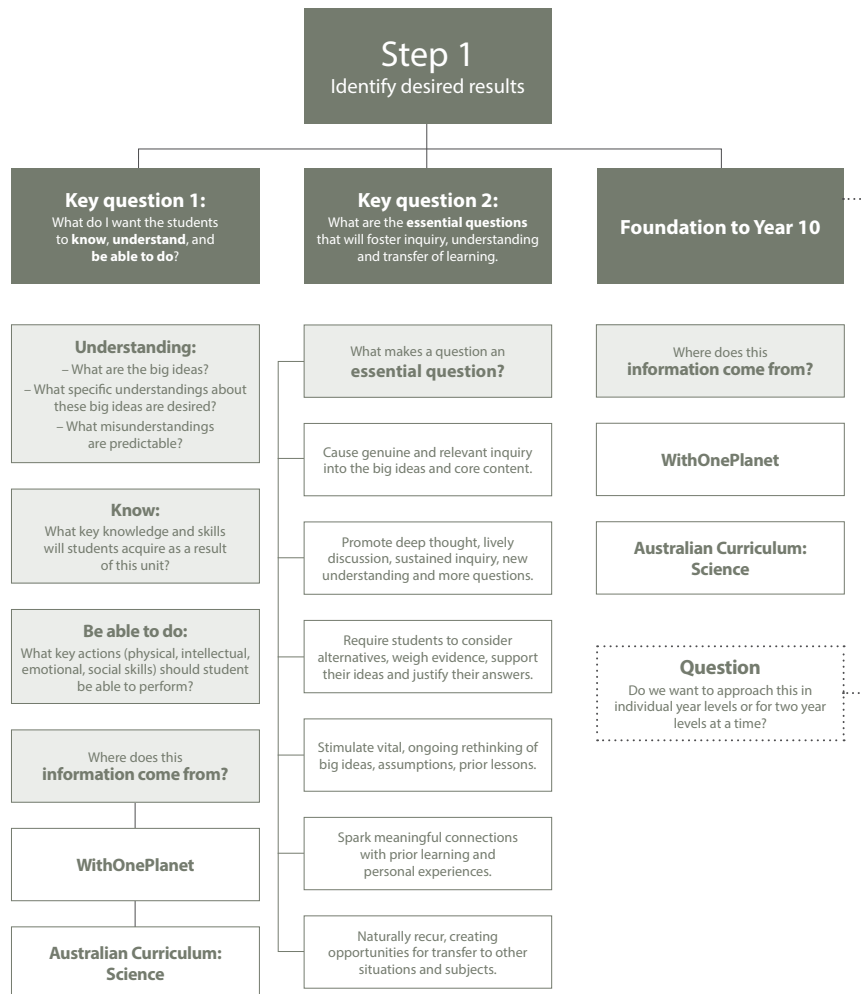 Step 1
Identify desired results
Key question 1:
What do I want the students
to know, understand, and
be able to do?
Understanding:
– What are the big ideas?
– What specific understandings about
these big ideas are desired?
– What misunderstandings
are predictable?
Know:
What key knowledge and skills
will students acquire as a result
of this unit?
Be able to do:
What key actions (physical, intellectual,
emotional, social skills) should student
be able to perform?
Where does this
information come from?
WithOnePlanet
Australian Curriculum:
Science
Key question 2:
What are the essential questions
that will foster inquiry, understanding
and transfer of learning.
What makes a question an
essential question?
Cause genuine and relevant inquiry
into the big ideas and core content.
Promote deep thought, lively
discussion, sustained inquiry, new
understanding and more questions.
Require students to consider
alternatives, weigh evidence, support
their ideas and justify their answers.
Stimulate vital, ongoing rethinking of
big ideas, assumptions, prior lessons.
Spark meaningful connections
with prior learning and
personal experiences.
Naturally recur, creating
opportunities for transfer to other
situations and subjects.
Foundation to Year 10
Where does this
information come from?
WithOnePlanet
Australian Curriculum:
Science
Question
Do we want to approach this in
individual year levels or for two year
levels at a time?